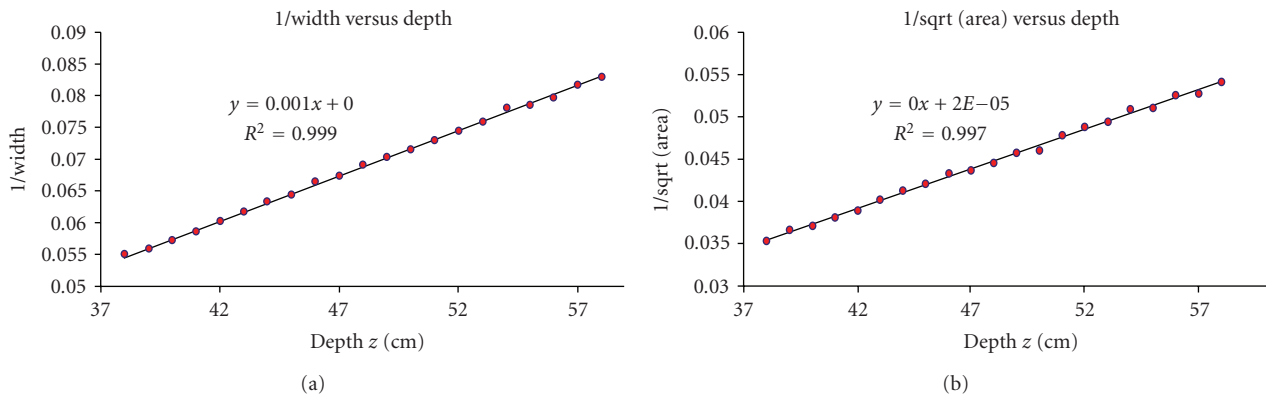 1/width versus depth
0.09
0.085
0.08
0.075
0.07
0.065
0.06
0.055
0.05
1/width
y = 0.001x + 0
R² = 0.999
37 42 47 52 57
Depth z (cm)
(a)
1/sqrt (area) versus depth
0.06
0.055
0.05
0.045
0.04
0.035
0.03
1/sqrt (area)
y = 0x + 2E−05
R² = 0.997
37 42 47 52 57
Depth z (cm)
(b)